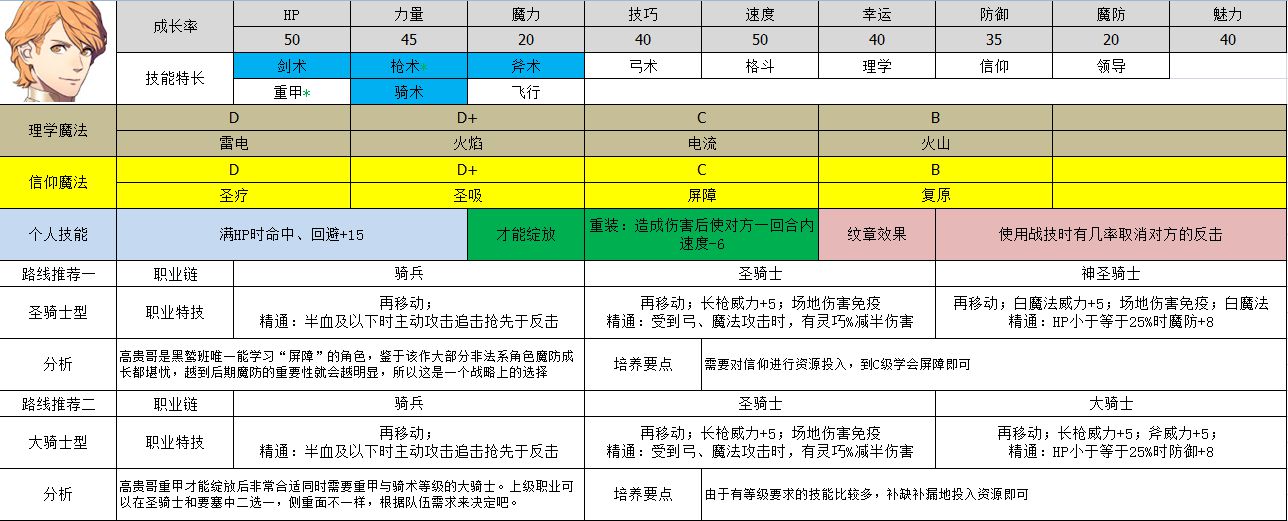 成长率 HP 力量 魔力 技巧 速度 幸运 防御 魔防 魅力
50 45 20 40 50 40 35 20 40
技能特长 剑术 枪术* 斧术 弓术 格斗 理学 信仰 领导
重甲* 骑术 飞行
理学魔法 D D+ C B
雷电 火焰 电流 火山
信仰魔法 D D+ C B
圣疗 圣吸 屏障 复原
个人技能 满HP时命中、回避+15 才能绽放 重装：造成伤害后使对方一回合内
速度-6 纹章效果 使用战技时有几率取消对方的反击
路线推荐一 职业链 骑兵 圣骑士 神圣骑士
圣骑士型 职业特技 再移动；
精通：半血及以下时主动攻击追击抢先于反击
再移动；长枪威力+5；场地伤害免疫
精通：受到弓、魔法攻击时，有灵巧%减半伤害
再移动；白魔法威力+5；场地伤害免疫；白魔法
精通：HP小于等于25%时魔防+8
分析 高贵哥是黑鹫班唯一能学习“屏障”的角色，鉴于该作大部分非法系角色魔防成
长都堪忧，越到后期魔防的重要性就会越明显，所以这是一个战略上的选择
培养要点 需要对信仰进行资源投入，到C级学会屏障即可
路线推荐二 职业链 骑兵 圣骑士 大骑士
大骑士型 职业特技 再移动；
精通：半血及以下时主动攻击追击抢先于反击
再移动；长枪威力+5；场地伤害免疫
精通：受到弓、魔法攻击时，有灵巧%减半伤害
再移动；长枪威力+5；斧威力+5；
精通：HP小于等于25%时防御+8
分析 高贵哥重甲才能绽放后非常合适同时需要重甲与骑术等级的大骑士。上级职业可
以在圣骑士和要塞中二选一，侧重面不一样，根据队伍需求来决定吧。
培养要点 由于有等级要求的技能比较多，补缺补漏地投入资源即可